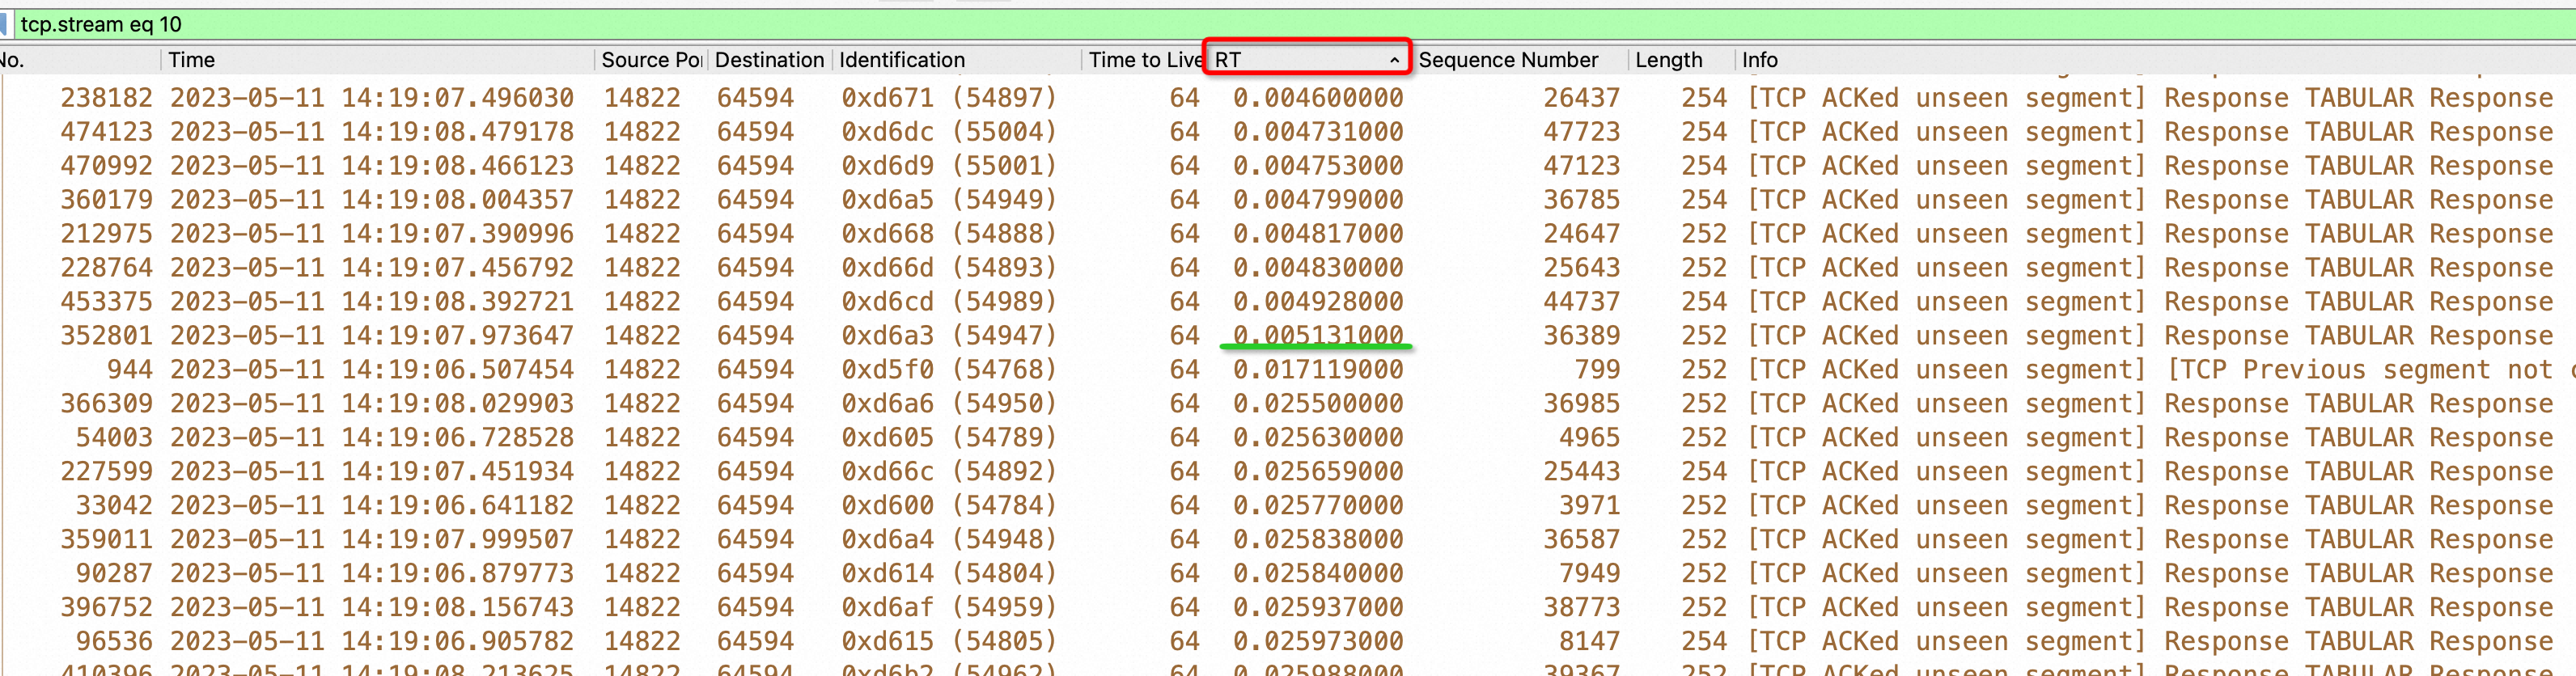 tcp.stream eq 10
No. Time Source Po Destination Identification Time to Live RT Sequence Number Length Info
238182 2023-05-11 14:19:07.496030 14822 64594 0xd671 (54897) 64 0.004600000 26437 254 [TCP ACKed unseen segment] Response TABULAR Response
474123 2023-05-11 14:19:08.479178 14822 64594 0xd6dc (55004) 64 0.004731000 47723 254 [TCP ACKed unseen segment] Response TABULAR Response
470992 2023-05-11 14:19:08.466123 14822 64594 0xd6d9 (55001) 64 0.004753000 47123 254 [TCP ACKed unseen segment] Response TABULAR Response
360179 2023-05-11 14:19:08.004357 14822 64594 0xd6a5 (54949) 64 0.004799000 36785 254 [TCP ACKed unseen segment] Response TABULAR Response
212975 2023-05-11 14:19:07.390996 14822 64594 0xd668 (54888) 64 0.004817000 24647 252 [TCP ACKed unseen segment] Response TABULAR Response
228764 2023-05-11 14:19:07.456792 14822 64594 0xd66d (54893) 64 0.004830000 25643 252 [TCP ACKed unseen segment] Response TABULAR Response
453375 2023-05-11 14:19:08.392721 14822 64594 0xd6cd (54989) 64 0.004928000 44737 254 [TCP ACKed unseen segment] Response TABULAR Response
352801 2023-05-11 14:19:07.973647 14822 64594 0xd6a3 (54947) 64 0.005131000 36389 252 [TCP ACKed unseen segment] Response TABULAR Response
944 2023-05-11 14:19:06.507454 14822 64594 0xd5f0 (54768) 64 0.017119000 799 252 [TCP ACKed unseen segment] [TCP Previous segment not
366309 2023-05-11 14:19:08.029903 14822 64594 0xd6a6 (54950) 64 0.025500000 36985 252 [TCP ACKed unseen segment] Response TABULAR Response
54003 2023-05-11 14:19:06.728528 14822 64594 0xd605 (54789) 64 0.025630000 4965 252 [TCP ACKed unseen segment] Response TABULAR Response
227599 2023-05-11 14:19:07.451934 14822 64594 0xd66c (54892) 64 0.025659000 25443 254 [TCP ACKed unseen segment] Response TABULAR Response
33042 2023-05-11 14:19:06.641182 14822 64594 0xd600 (54784) 64 0.025770000 3971 252 [TCP ACKed unseen segment] Response TABULAR Response
359011 2023-05-11 14:19:07.999507 14822 64594 0xd6a4 (54948) 64 0.025838000 36587 252 [TCP ACKed unseen segment] Response TABULAR Response
90287 2023-05-11 14:19:06.879773 14822 64594 0xd614 (54804) 64 0.025840000 7949 252 [TCP ACKed unseen segment] Response TABULAR Response
396752 2023-05-11 14:19:08.156743 14822 64594 0xd6af (54959) 64 0.025937000 38773 252 [TCP ACKed unseen segment] Response TABULAR Response
96536 2023-05-11 14:19:06.905782 14822 64594 0xd615 (54805) 64 0.025973000 8147 254 [TCP ACKed unseen segment] Response TABULAR Response
410396 2023-05-11 14:19:08.213625 14822 64594 0xd6b2 (54962) 64 0.025988000 39367 252 [TCP ACKed unseen segment] Response TABULAR Response